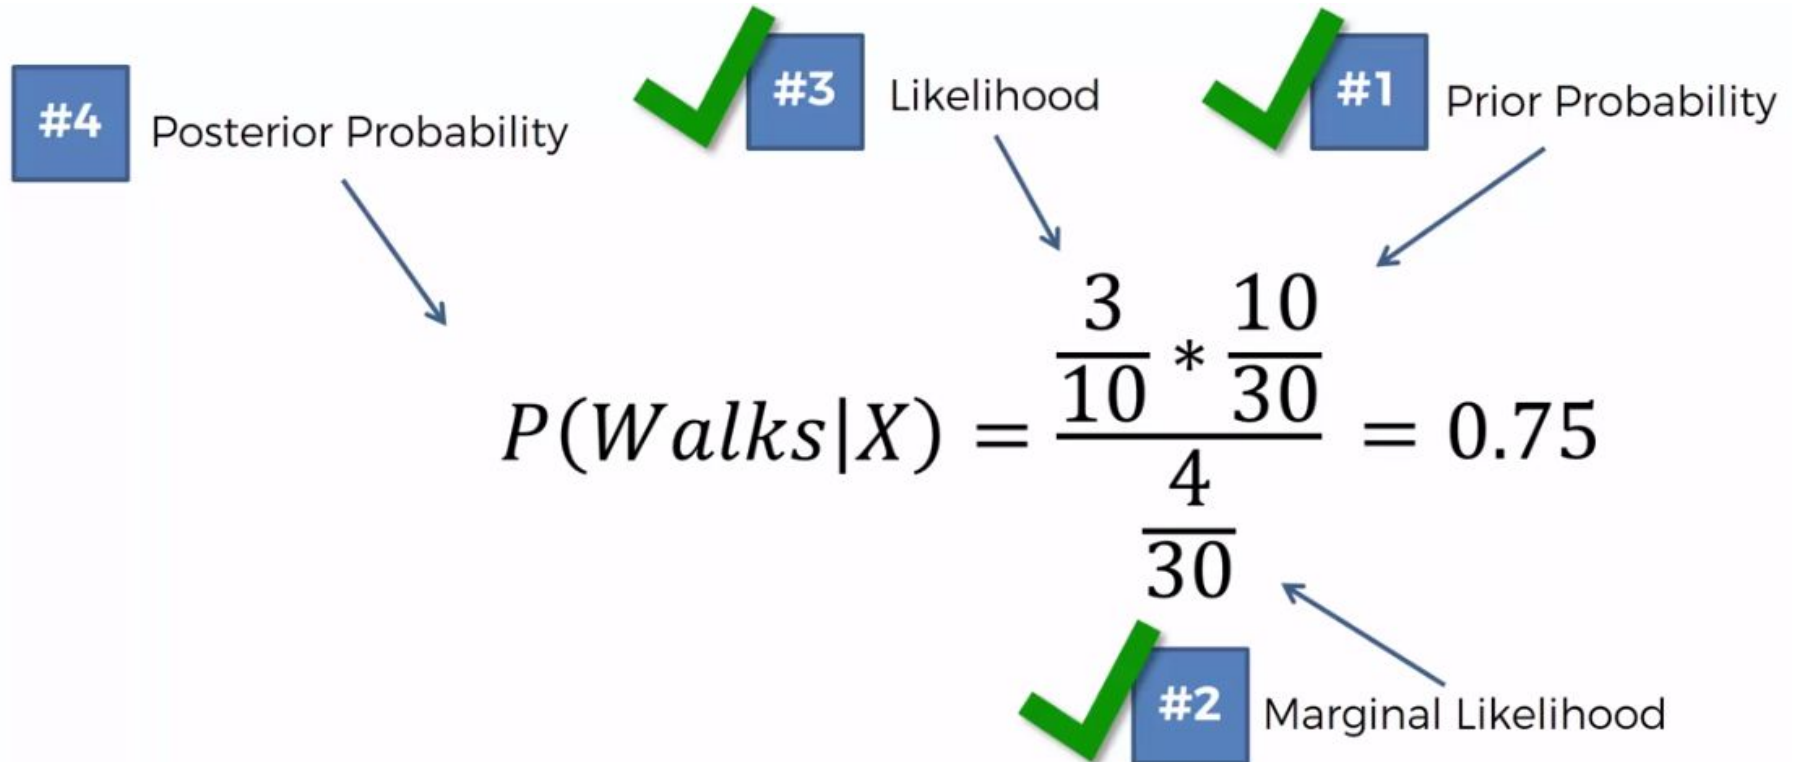 #4 Posterior Probability
#3 Likelihood
#1 Prior Probability
P(Walks|X) = 3/10 * 10/30 / 4/30 = 0.75
#2 Marginal Likelihood